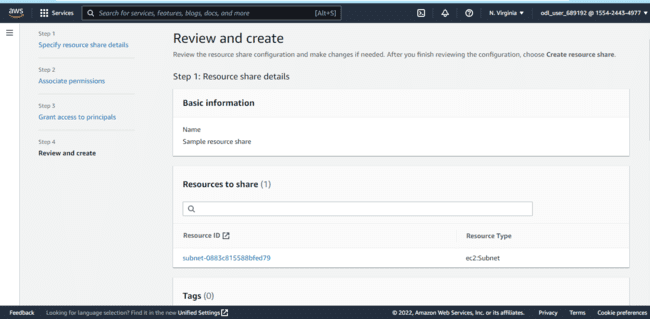 aws
Services
Search for services, features, blogs, docs, and more
[Alt+S]
N. Virginia
odl_user_689192 @ 1554-2443-4977
Step 1
Specify resource share details
Step 2
Associate permissions
Step 3
Grant access to principals
Step 4
Review and create
Review and create
Review the resource share configuration and make changes if needed. After you finish reviewing the configuration, choose Create resource share.
Step 1: Resource share details
Basic information
Name
Sample resource share
Resources to share (1)
Resource ID
Resource Type
subnet-0883c815588bfed79
ec2:Subnet
Tags (0)
Feedback
Looking for language selection? Find it in the new Unified Settings
© 2022, Amazon Web Services, Inc. or its affiliates.
Privacy
Terms
Cookie preferences